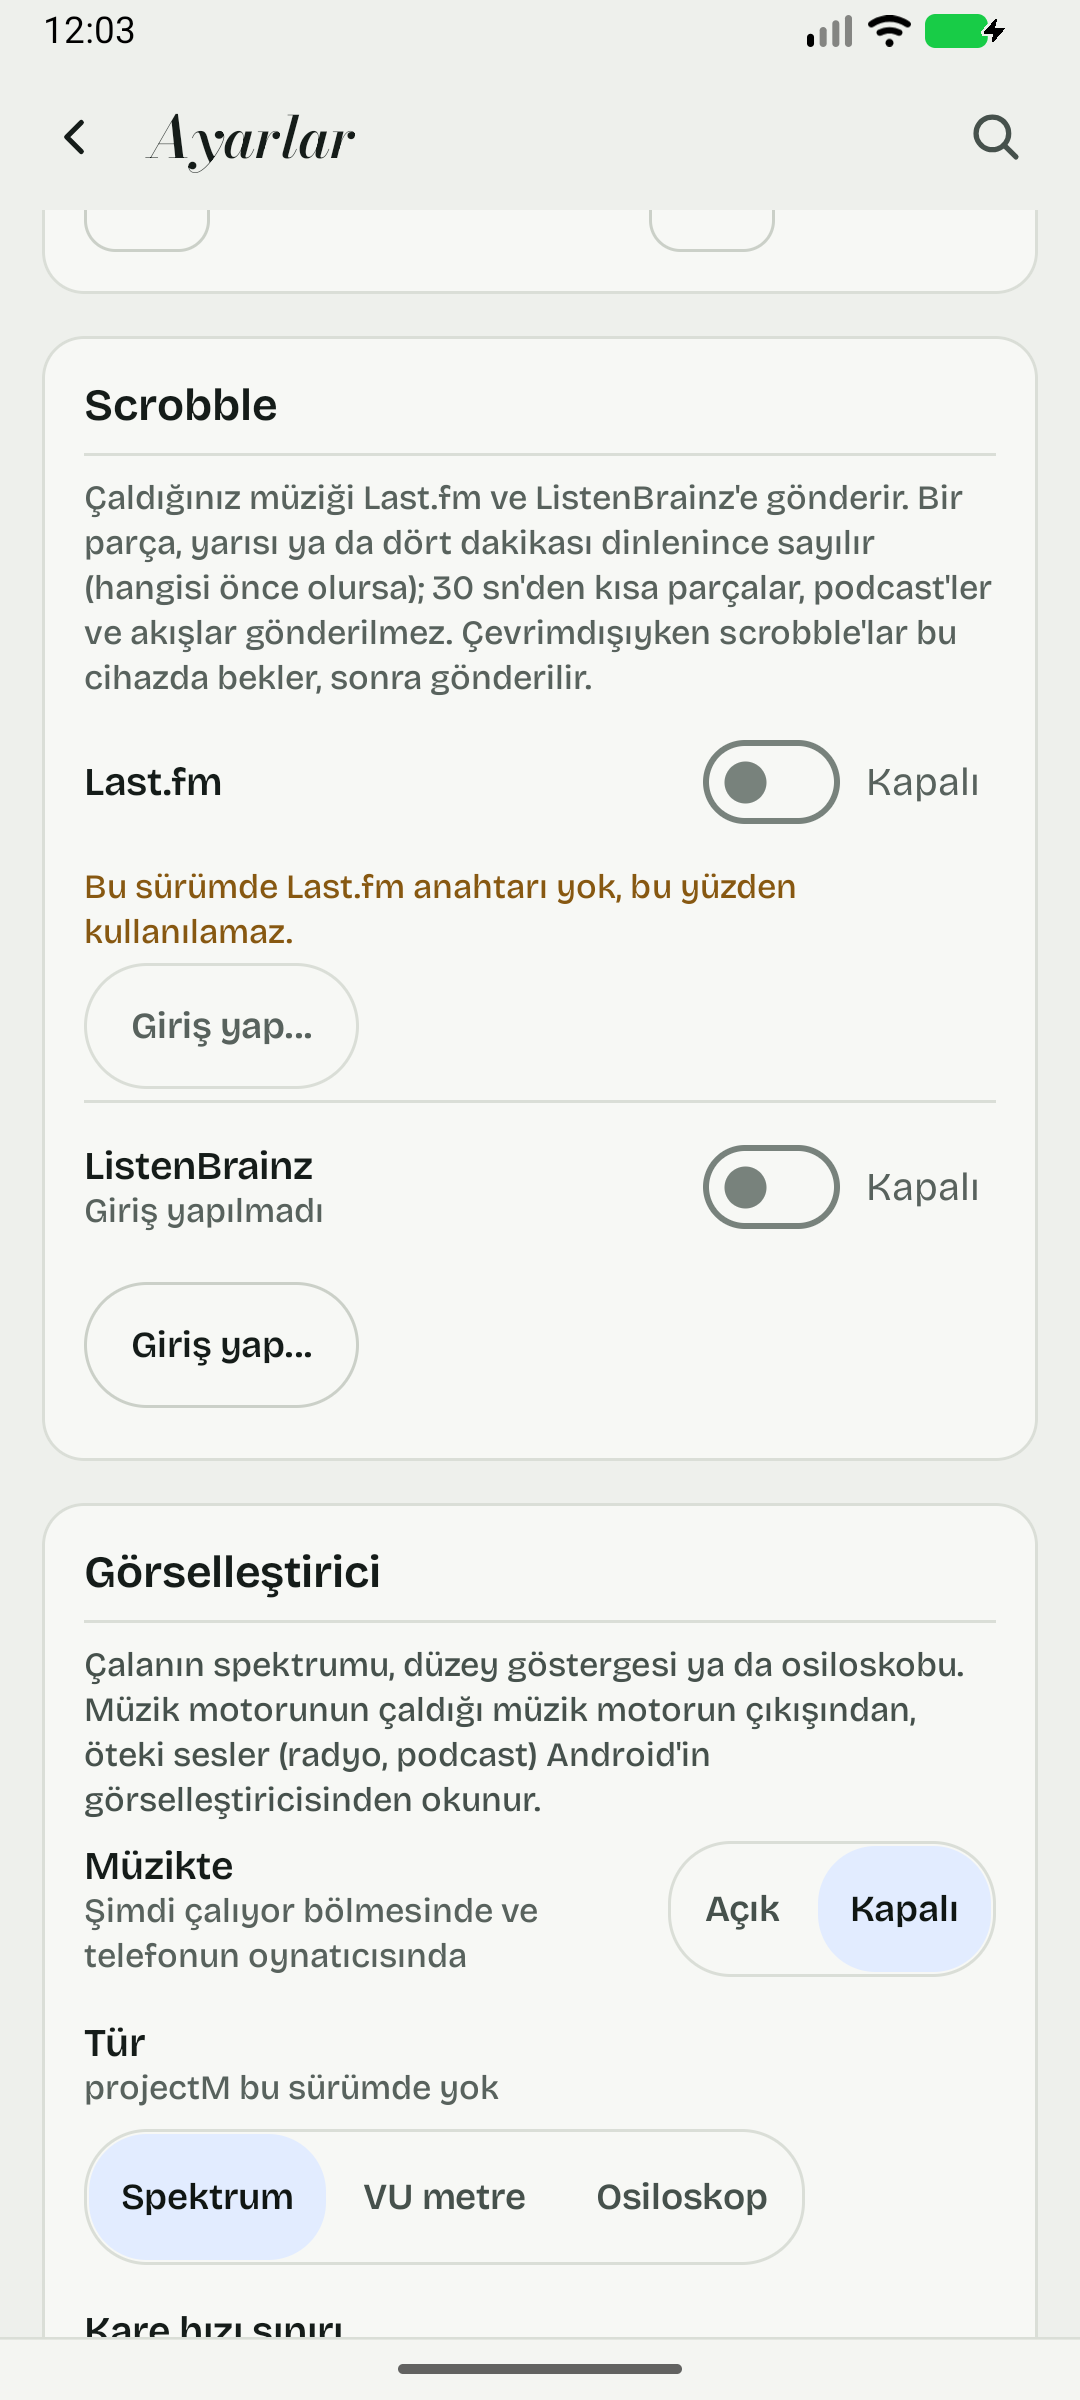 12:03
Ayarlar
Scrobble
Çaldığınız müziği Last.fm ve ListenBrainz'e gönderir. Bir
parça, yarısı ya da dört dakikası dinlenince sayılır
(hangisi önce olursa); 30 sn'den kısa parçalar, podcast'ler
ve akışlar gönderilmez. Çevrimdışıyken scrobble'lar bu
cihazda bekler, sonra gönderilir.
Last.fm
Kapalı
Bu sürümde Last.fm anahtarı yok, bu yüzden
kullanılamaz.
Giriş yap...
ListenBrainz
Giriş yapılmadı
Kapalı
Giriş yap...
Görselleştirici
Çalanın spektrumu, düzey göstergesi ya da osiloskobu.
Müzik motorunun çaldığı müzik motorun çıkışından,
öteki sesler (radyo, podcast) Android'in
görselleştiricisinden okunur.
Müzikte
Şimdi çalıyor bölmesinde ve
telefonun oynatıcısında
Açık
Kapalı
Tür
projectM bu sürümde yok
Spektrum
VU metre
Osiloskop
Kare hızı sınırı